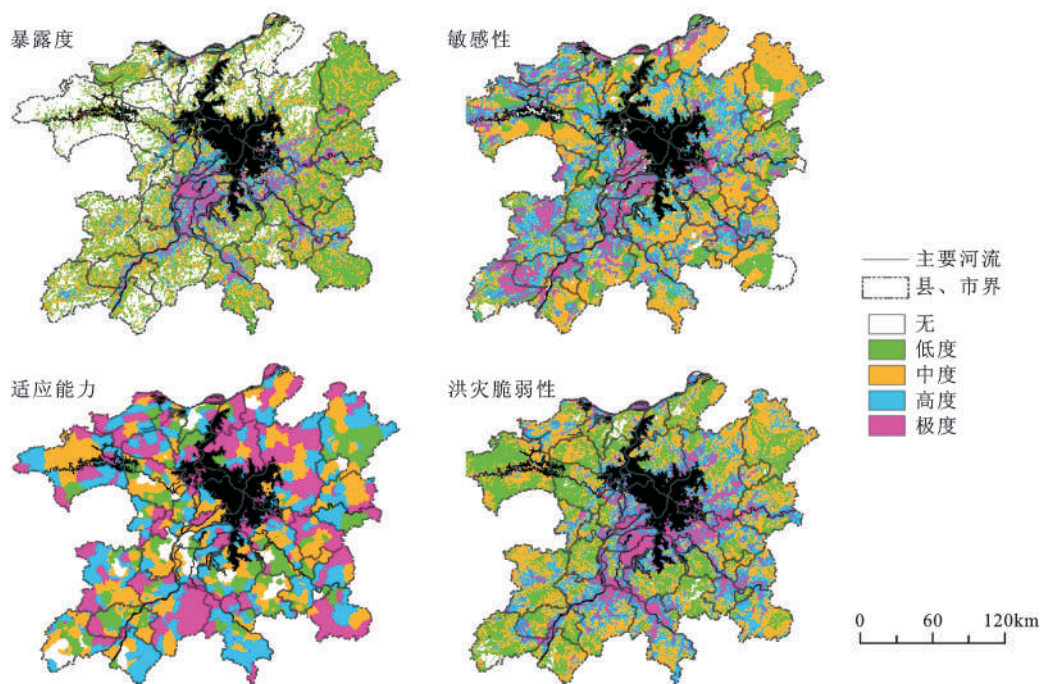 暴露度
敏感性
适应能力
洪灾脆弱性
主要河流
县、市界
无
低度
中度
高度
极度
0 60 120km